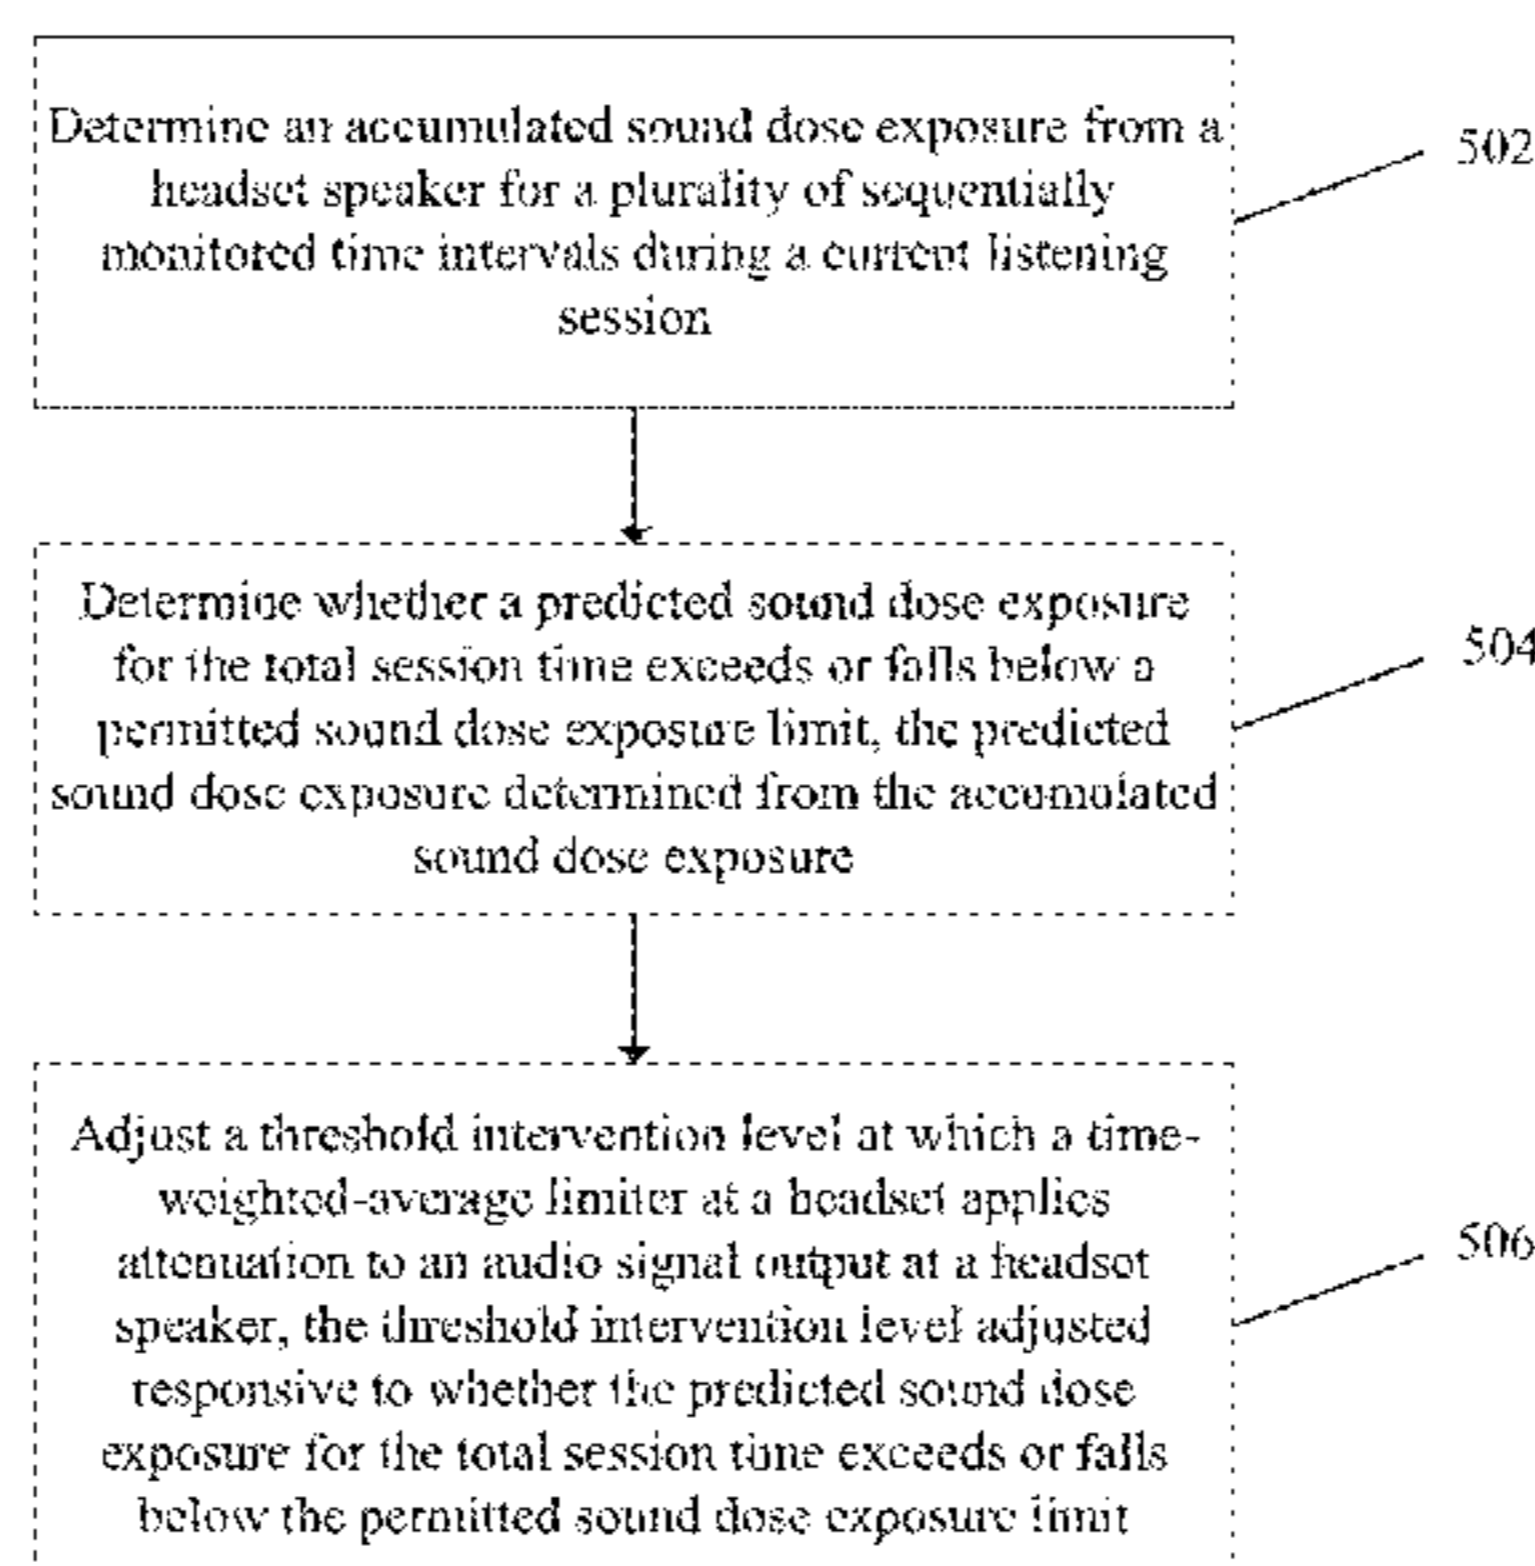 Determine an accumulated sound dose exposure from a
headset speaker for a plurality of sequentially
monitored time intervals during a current listening
session
502
Determine whether a predicted sound dose exposure
for the total session time exceeds or falls below a
permitted sound dose exposure limit, the predicted
sound dose exposure determined from the accumulated
sound dose exposure
504
Adjust a threshold intervention level at which a time-
weighted-average limiter at a headset applies
attenuation to an audio signal output at a headset
speaker, the threshold intervention level adjusted
responsive to whether the predicted sound dose
exposure for the total session time exceeds or falls
below the permitted sound dose exposure limit
506